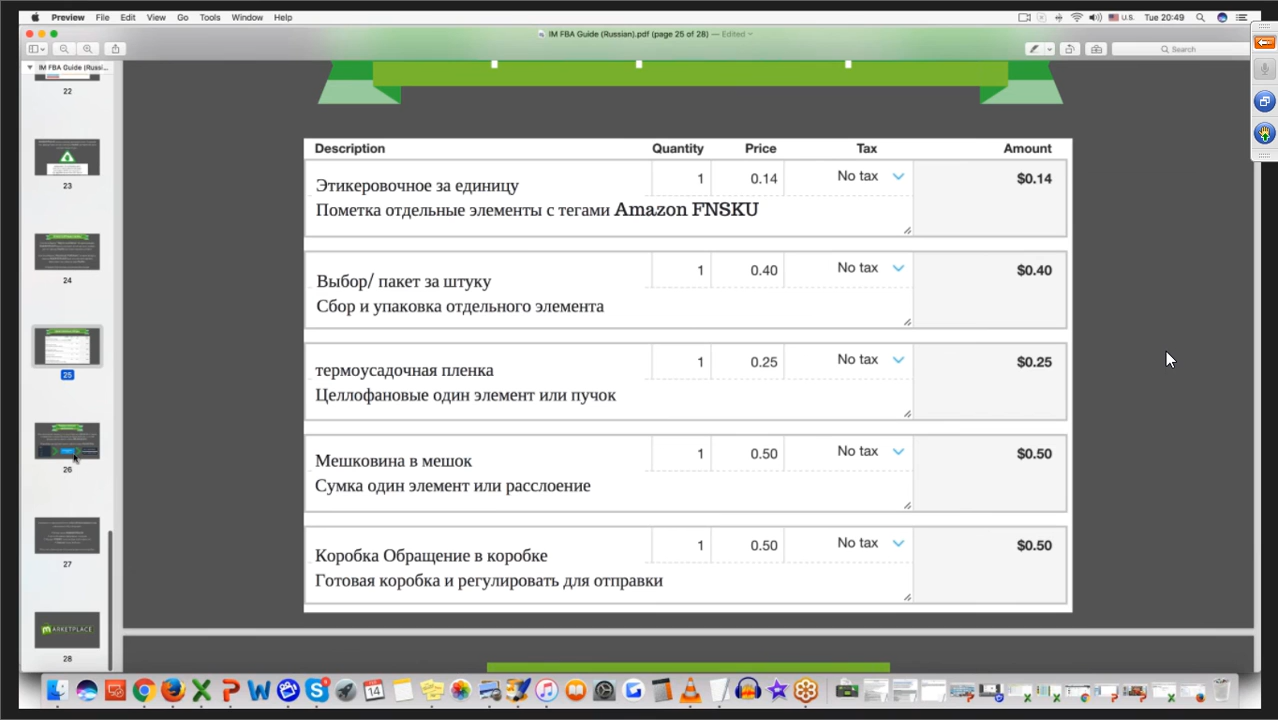 Preview File Edit View Go Tools Window Help U.S. Tue 20:49
IM FBA Guide (Russian).pdf (page 25 of 28) — Edited
Search
IM FBA Guide (Russi...
22
23
24
25
26
27
ARKETPLACE
28
Description Quantity Price Tax Amount
Этикеровочное за единицу 1 0.14 No tax $0.14
Пометка отдельные элементы с тегами Amazon FNSKU
Выбор/ пакет за штуку 1 0.40 No tax $0.40
Сбор и упаковка отдельного элемента
термоусадочная пленка 1 0.25 No tax $0.25
Целлофановые один элемент или пучок
Мешковина в мешок 1 0.50 No tax $0.50
Сумка один элемент или расслоение
Коробка Обращение в коробке 1 0.50 No tax $0.50
Готовая коробка и регулировать для отправки
14